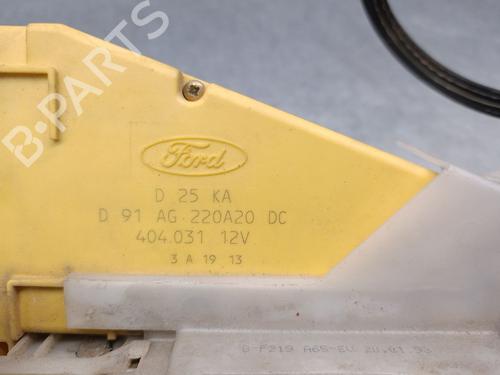 B-PARTS
Ford
D 25 KA
D 91 AG 220A20 DC
404.031 12V
3 A 19 13